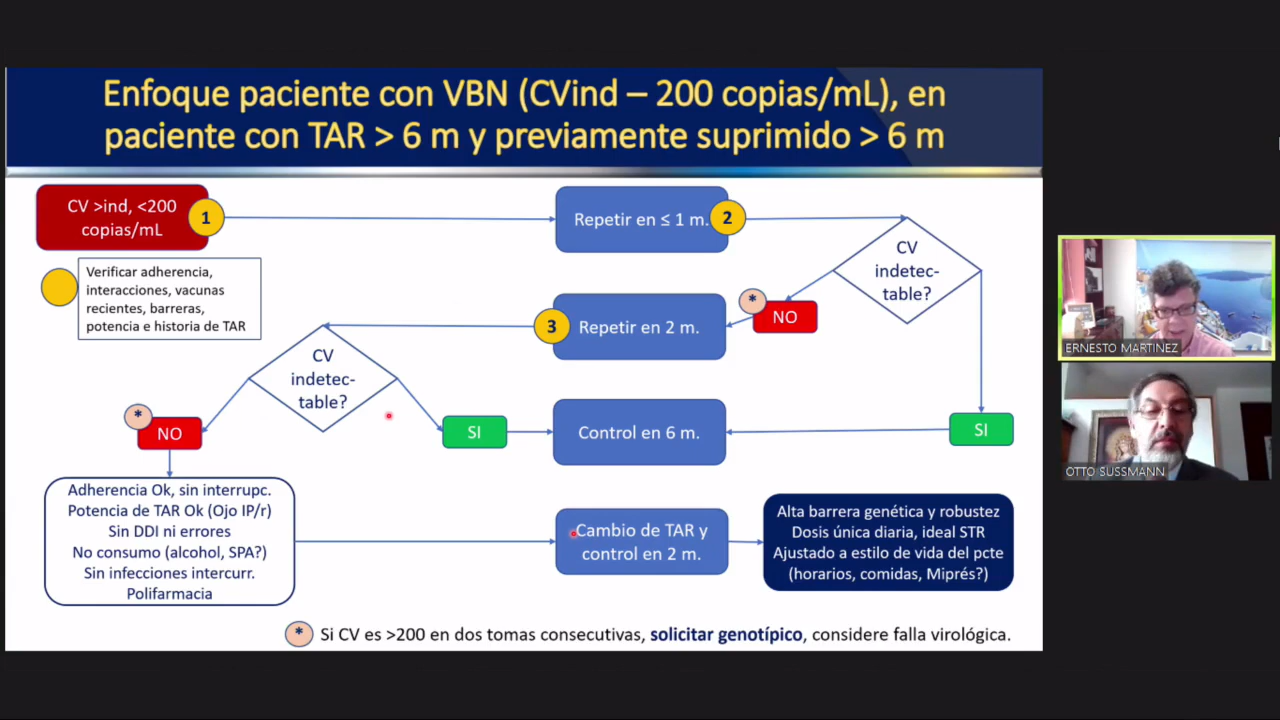 Enfoque paciente con VBN (CVind – 200 copias/mL), en
paciente con TAR > 6 m y previamente suprimido > 6 m
CV >ind, <200
copias/mL
1
Repetir en ≤ 1 m.
2
CV
indetec-
table?
Verificar adherencia,
interacciones, vacunas
recientes, barreras,
potencia e historia de TAR
*
NO
3
Repetir en 2 m.
CV
indetec-
table?
*
NO
SI
Control en 6 m.
SI
Adherencia Ok, sin interrupc.
Potencia de TAR Ok (Ojo IP/r)
Sin DDI ni errores
No consumo (alcohol, SPA?)
Sin infecciones intercurr.
Polifarmacia
Cambio de TAR y
control en 2 m.
Alta barrera genética y robustez
Dosis única diaria, ideal STR
Ajustado a estilo de vida del pcte
(horarios, comidas, Miprés?)
* Si CV es >200 en dos tomas consecutivas, solicitar genotípico, considere falla virológica.
ERNESTO MARTINEZ
OTTO SUSSMANN